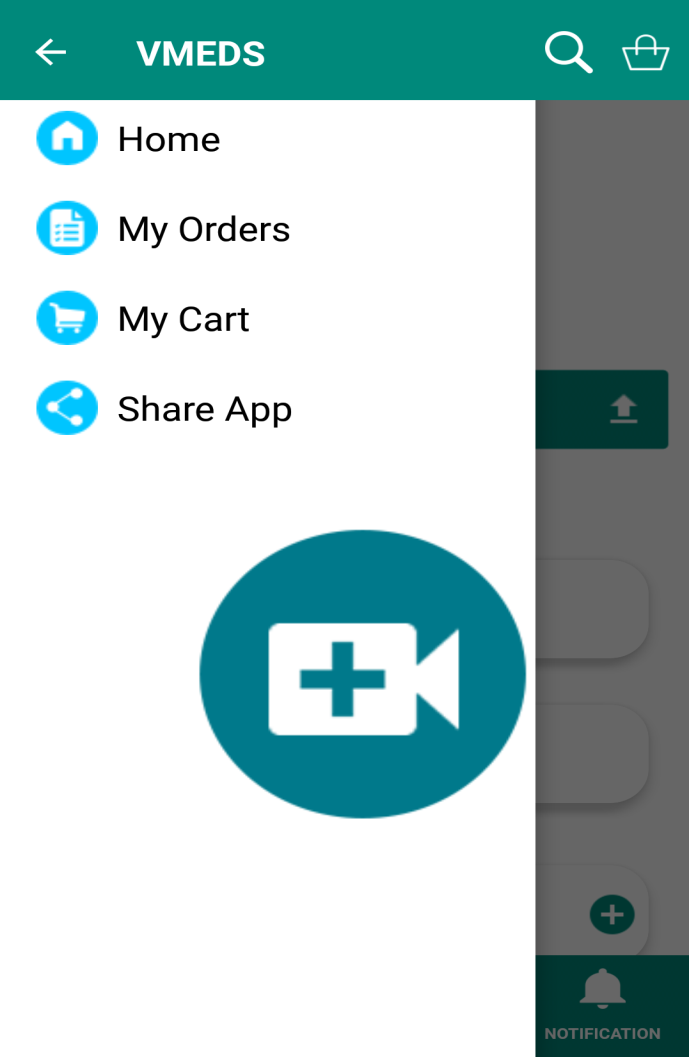 VMEDS
Home
My Orders
My Cart
Share App
NOTIFICATION